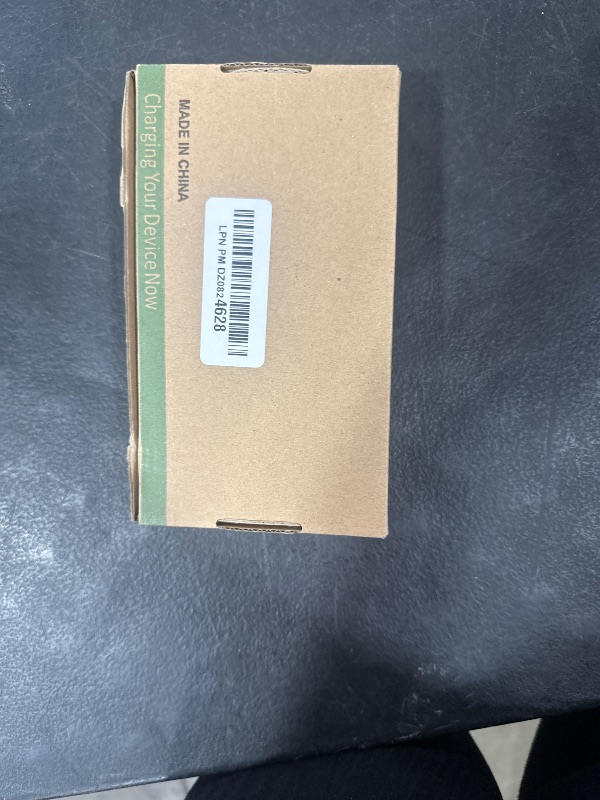 Charging Your Device Now
MADE IN CHINA
LPN PM DZ0824628